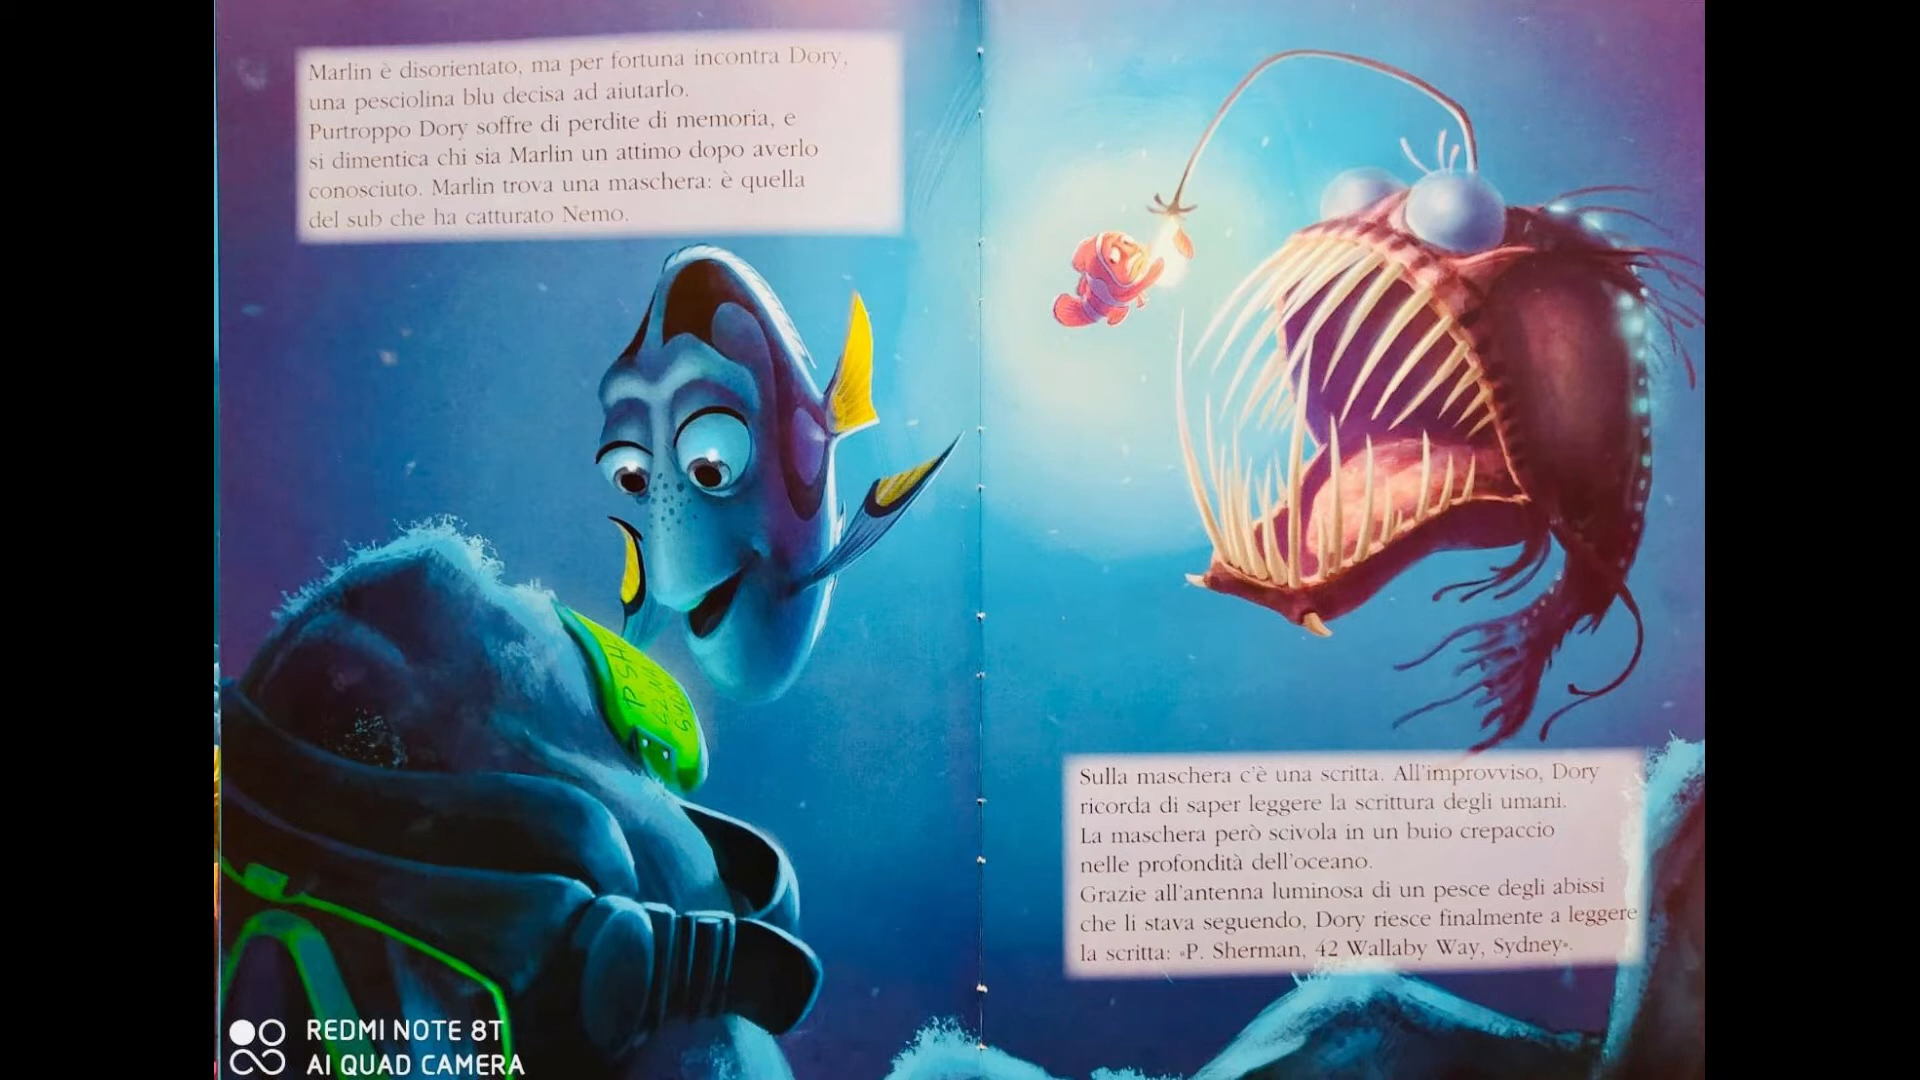 Marlin è disorientato, ma per fortuna incontra Dory,
una pesciolina blu decisa ad aiutarlo.
Purtroppo Dory soffre di perdite di memoria, e
si dimentica chi sia Marlin un attimo dopo averlo
conosciuto. Marlin trova una maschera: è quella
del sub che ha catturato Nemo.
P SH
42 WA
SYDN
Sulla maschera c'è una scritta. All'improvviso, Dory
ricorda di saper leggere la scrittura degli umani.
La maschera però scivola in un buio crepaccio
nelle profondità dell'oceano.
Grazie all'antenna luminosa di un pesce degli abissi
che li stava seguendo, Dory riesce finalmente a leggere
la scritta: «P. Sherman, 42 Wallaby Way, Sydney».
REDMI NOTE 8T
AI QUAD CAMERA